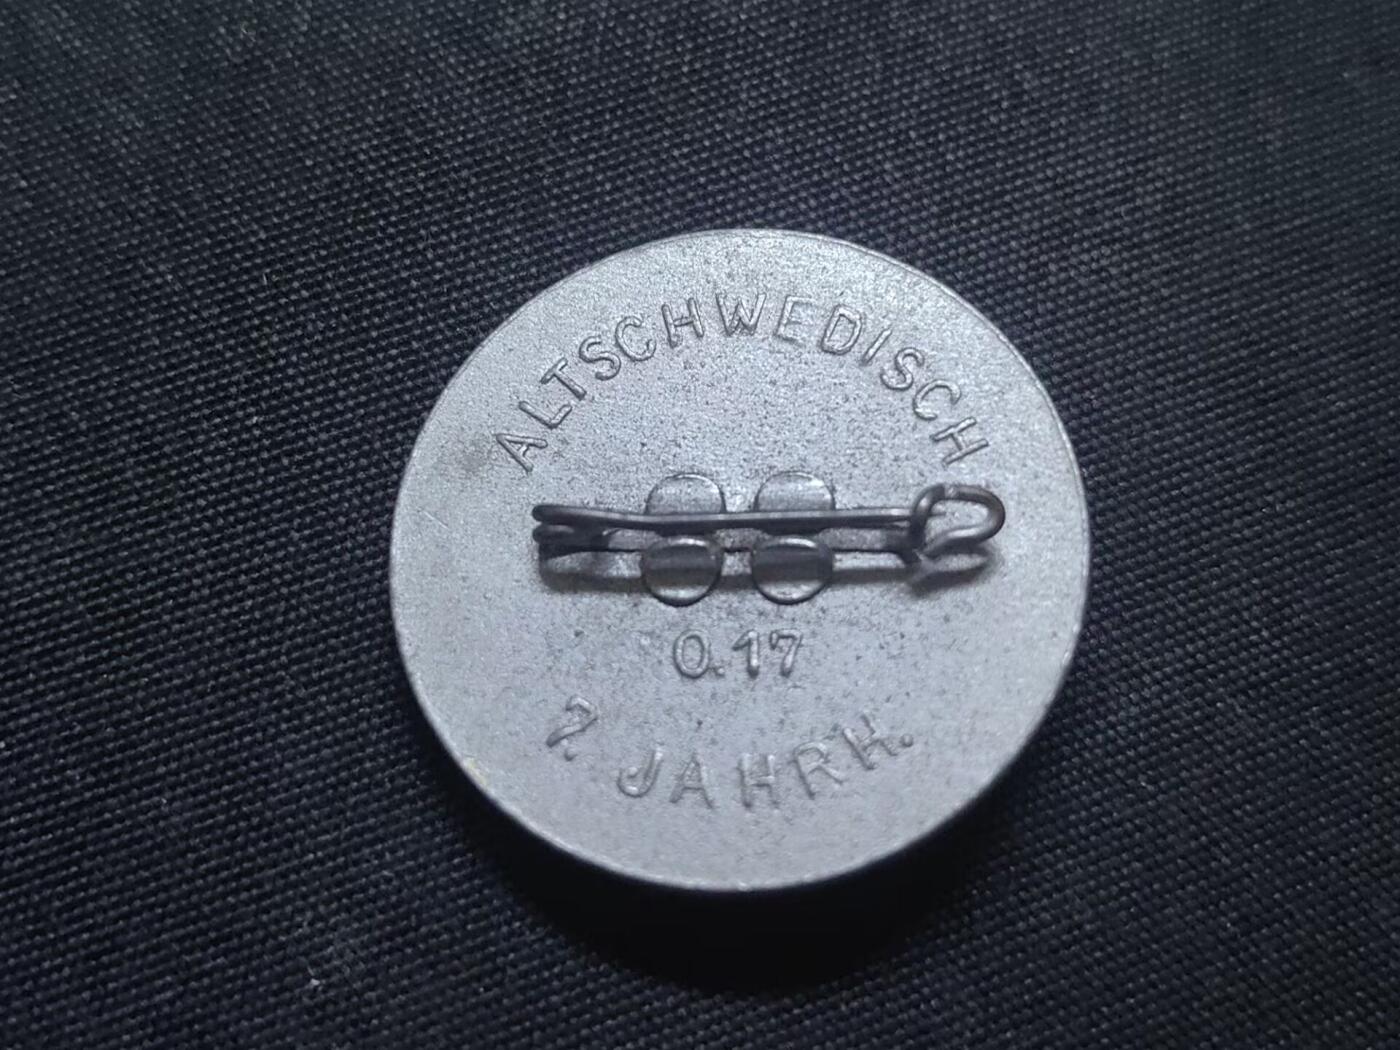 ALTSCHWEDISCH
0.17
7. JAHRH.